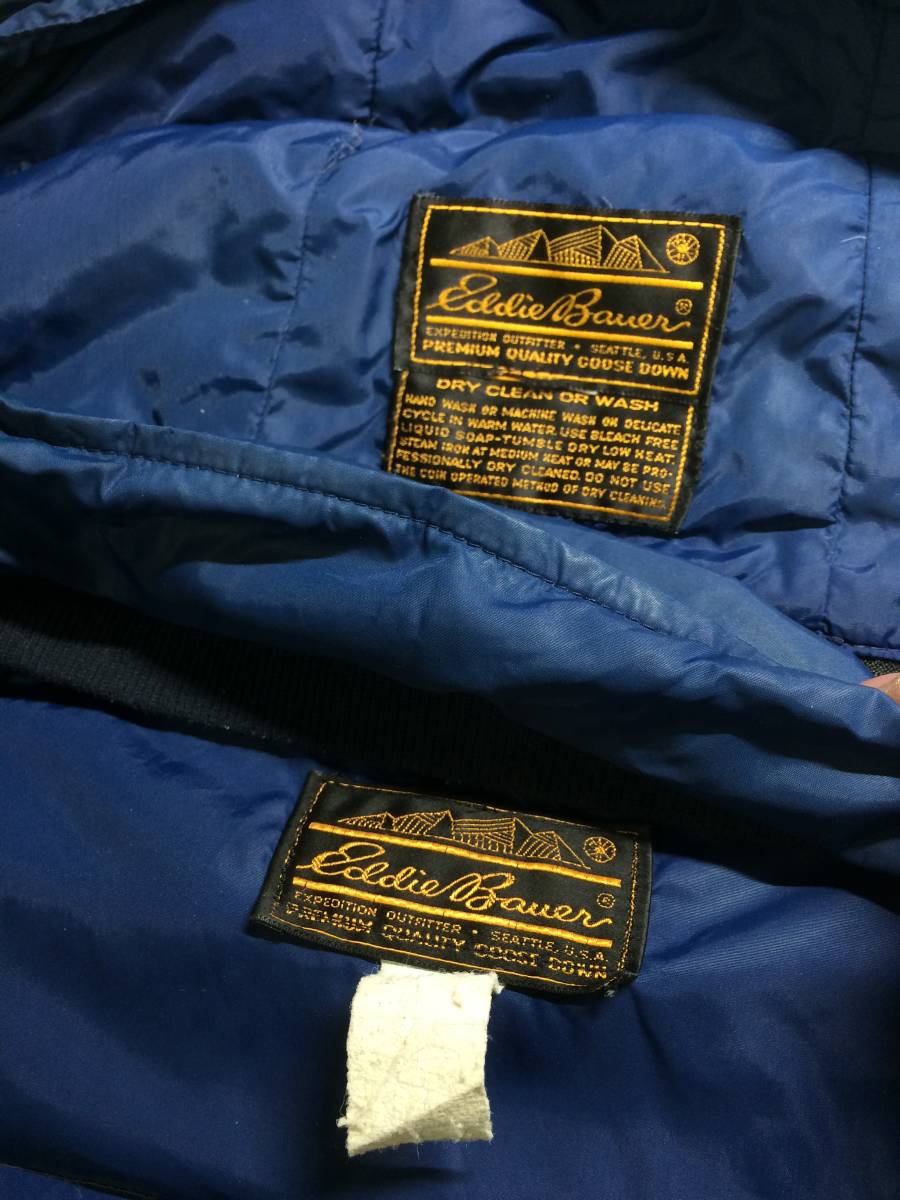 Eddie Bauer ®
EXPEDITION OUTFITTER • SEATTLE, U.S.A.
PREMIUM QUALITY GOOSE DOWN
DRY CLEAN OR WASH
HAND WASH OR MACHINE WASH ON DELICATE
CYCLE IN WARM WATER. USE BLEACH FREE
LIQUID SOAP-TUMBLE DRY LOW HEAT
STEAM IRON AT MEDIUM HEAT OR MAY BE PRO-
FESSIONALLY DRY CLEANED. DO NOT USE
THE COIN OPERATED METHOD OF DRY CLEANING.
Eddie Bauer ®
EXPEDITION OUTFITTER • SEATTLE, U.S.A.
PREMIUM QUALITY GOOSE DOWN